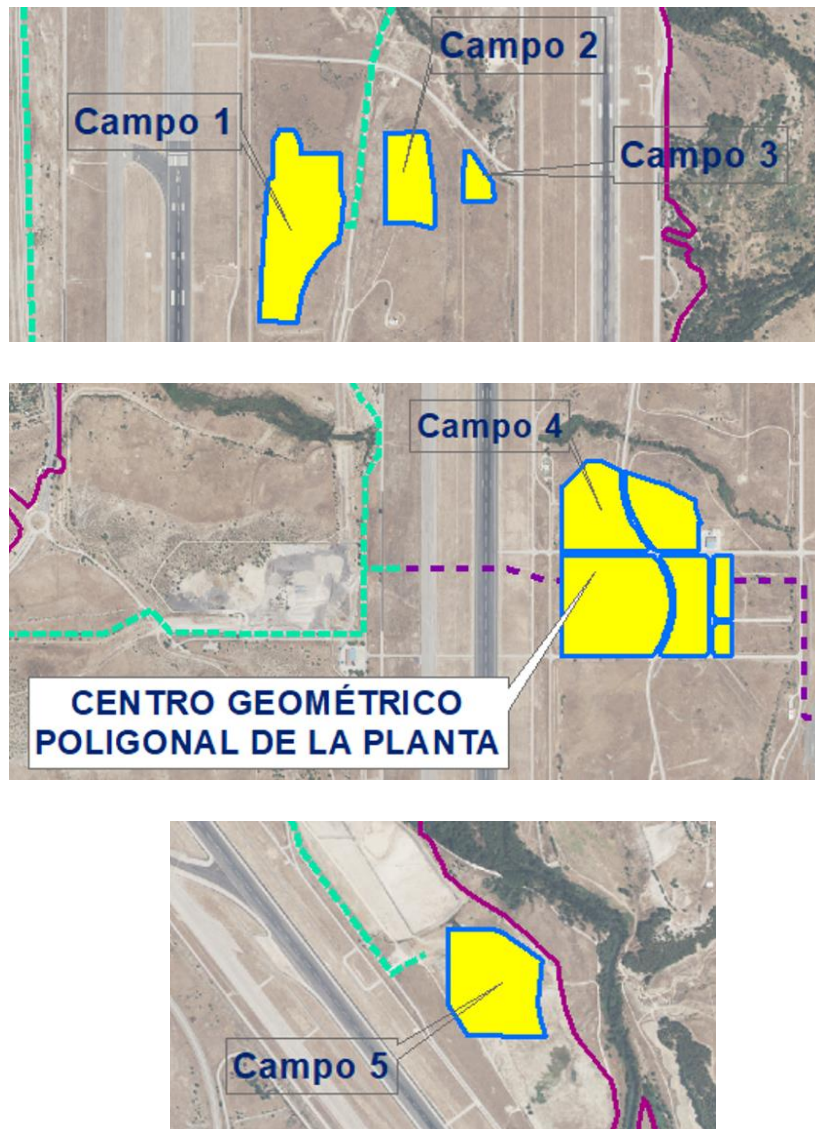 Campo 2
Campo 1
Campo 3
Campo 4
CENTRO GEOMÉTRICO
POLIGONAL DE LA PLANTA
Campo 5